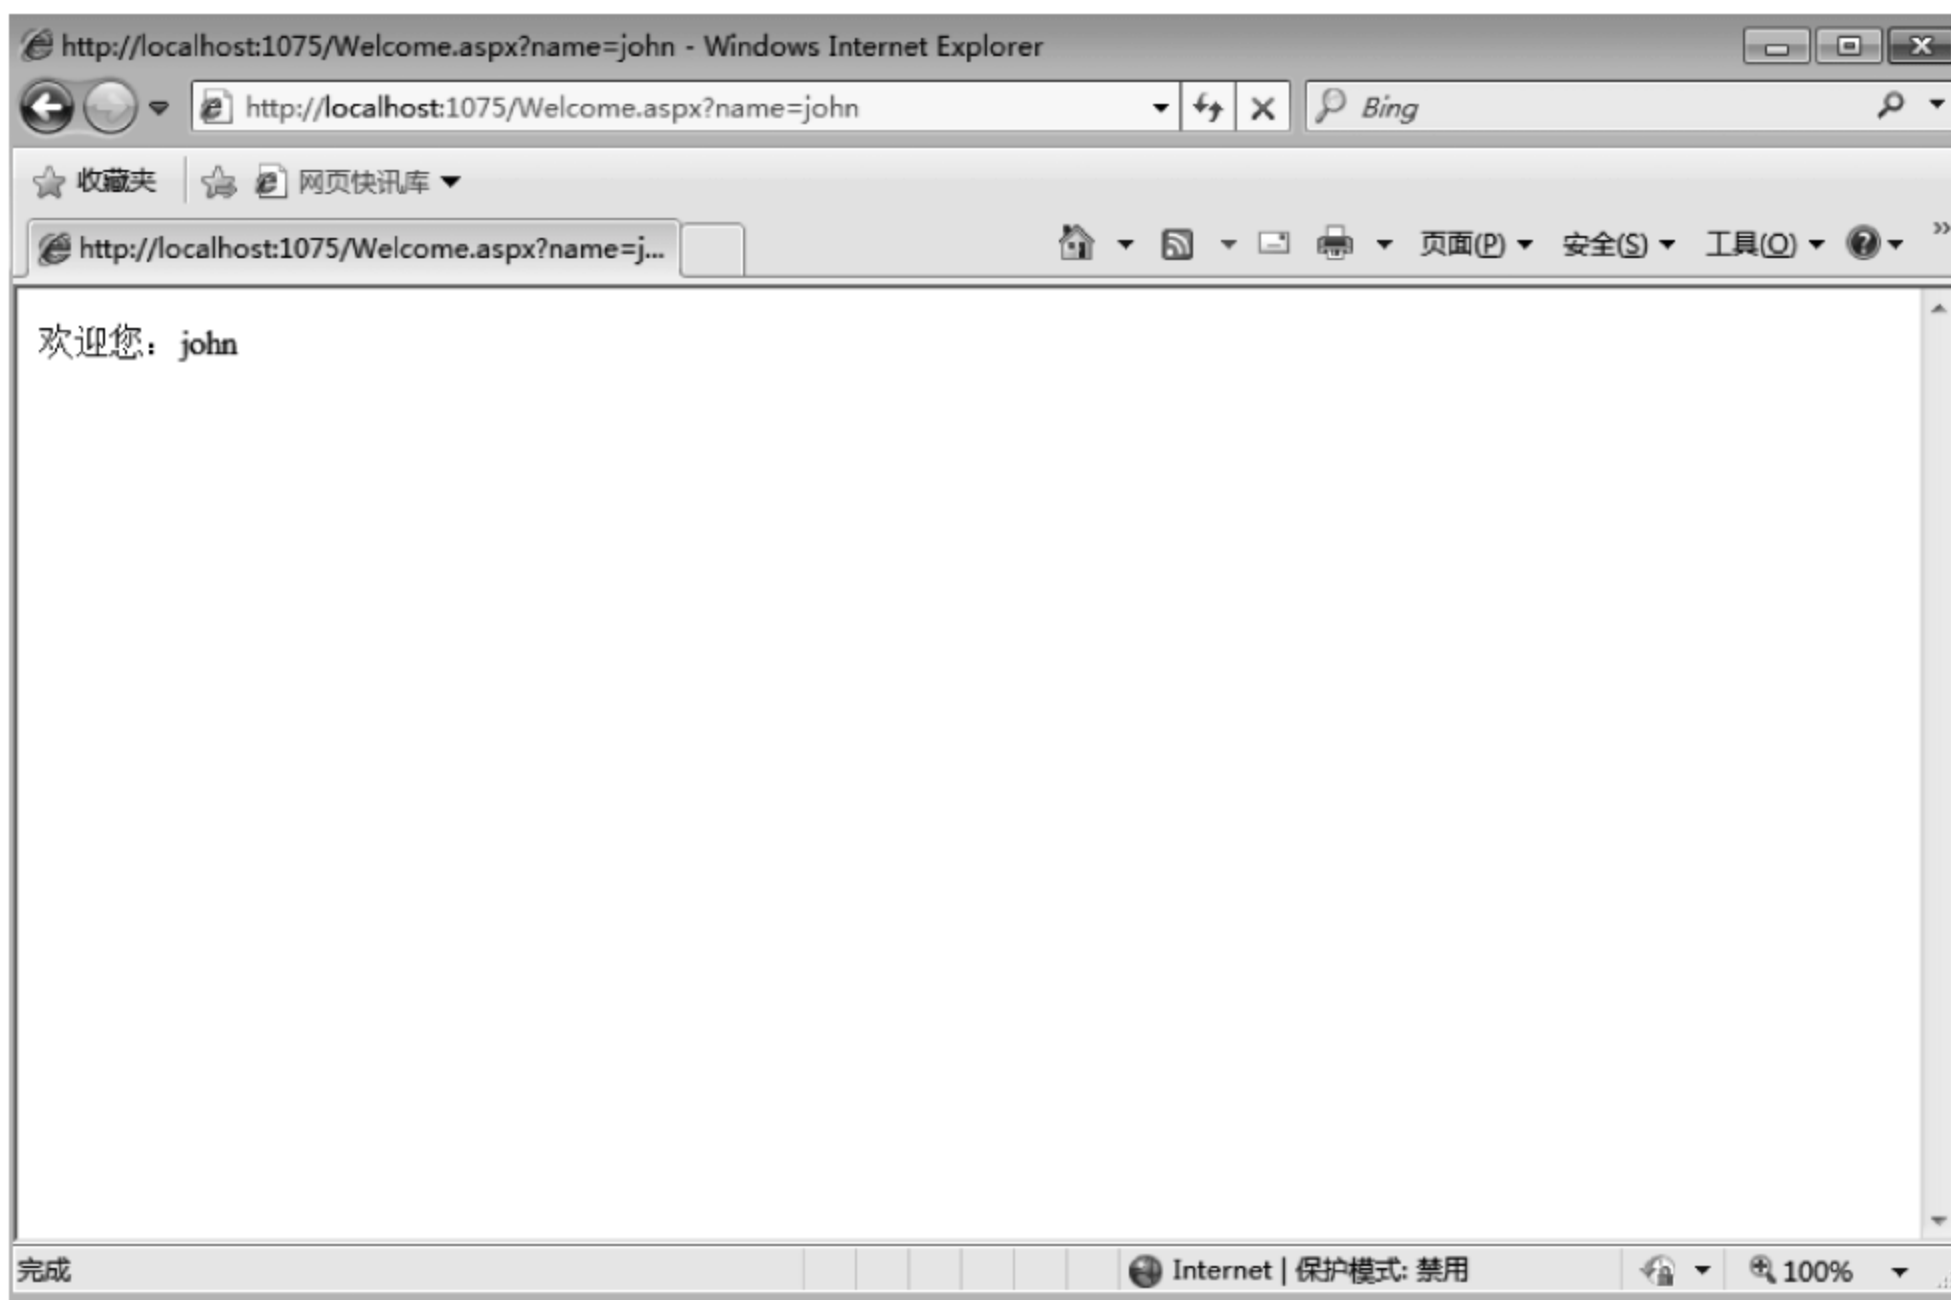 http://localhost:1075/Welcome.aspx?name=john - Windows Internet Explorer
http://localhost:1075/Welcome.aspx?name=john Bing
收藏夹 网页快讯库
http://localhost:1075/Welcome.aspx?name=j... 页面(P) 安全(S) 工具(O) »
欢迎您：john
完成 Internet | 保护模式: 禁用 100%